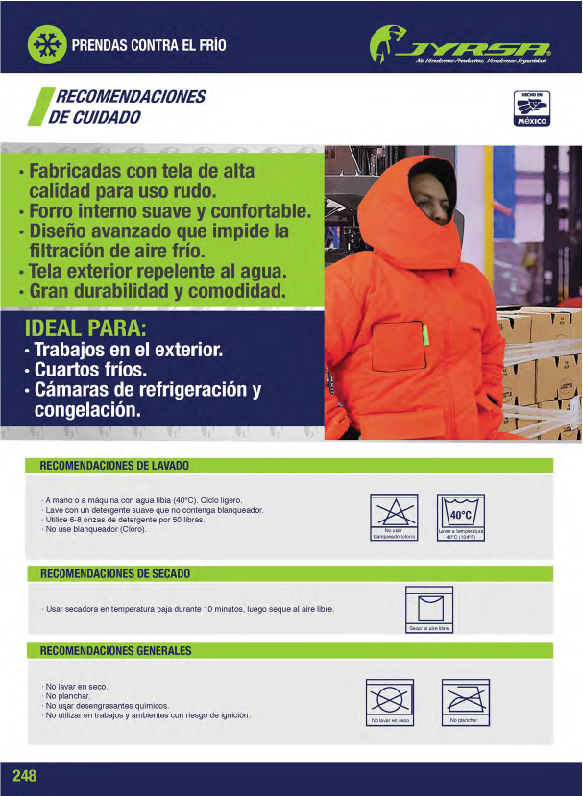 PRENDAS CONTRA EL FRÍO
JYRSA®
No Vendemos Productos, Vendemos Seguridad
RECOMENDACIONES
DE CUIDADO
HECHO EN
MÉXICO
• Fabricadas con tela de alta
calidad para uso rudo.
• Forro interno suave y confortable.
• Diseño avanzado que impide la
filtración de aire frío.
• Tela exterior repelente al agua.
• Gran durabilidad y comodidad.
IDEAL PARA:
• Trabajos en el exterior.
• Cuartos fríos.
• Cámaras de refrigeración y
congelación.
RECOMENDACIONES DE LAVADO
· A mano o a máquina con agua tibia (40°C). Ciclo ligero.
· Lave con un detergente suave que no contenga blanqueador.
· Utilice 6-8 onzas de detergente por 50 libras.
· No use blanqueador (Cloro).
No usar
blanqueado (cloro)
40°C
Lavar a temperatura
40°C (104°F)
RECOMENDACIONES DE SECADO
· Usar secadora en temperatura baja durante 10 minutos, luego seque al aire libre.
Secar al aire libre
RECOMENDACIONES GENERALES
· No lavar en seco.
· No planchar.
· No usar desengrasantes químicos.
· No utilizar en trabajos y ambientes con riesgo de ignición.
No lavar en seco
No planchar
248